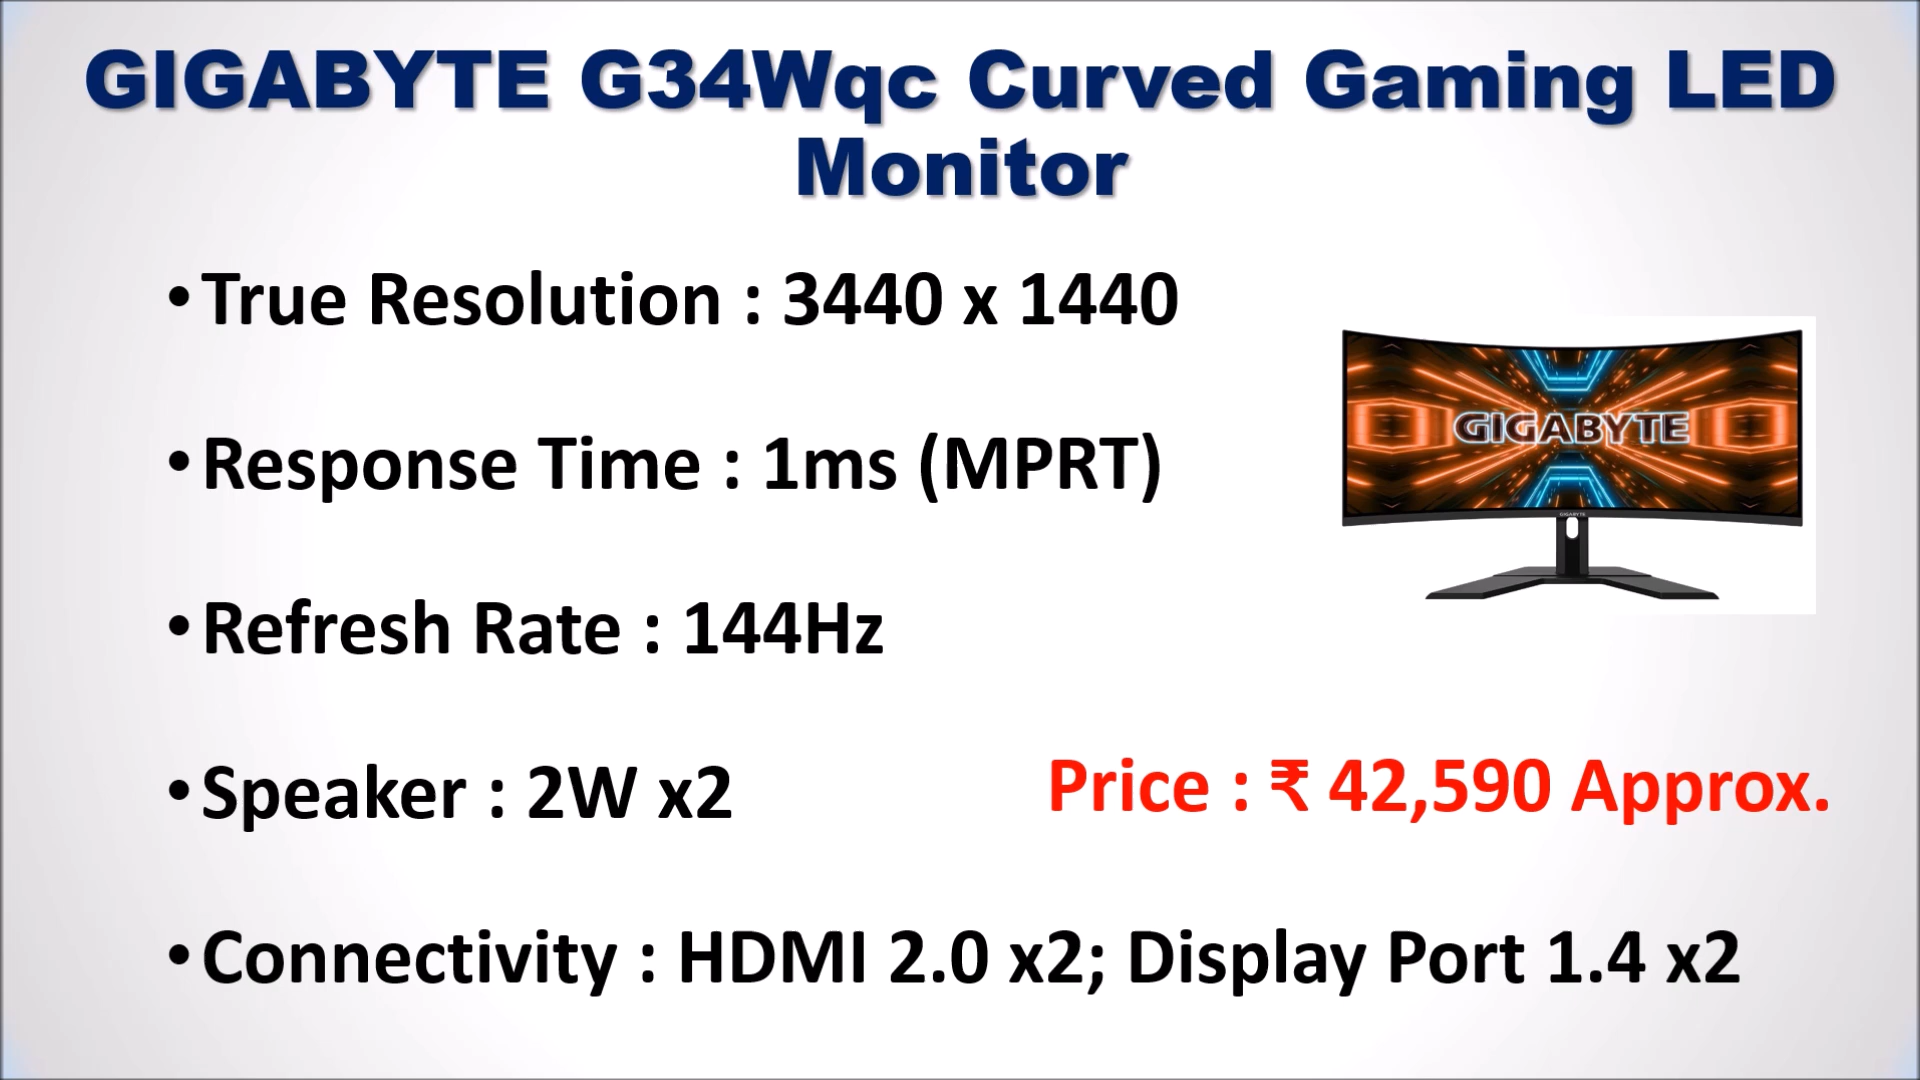 GIGABYTE G34Wqc Curved Gaming LED
Monitor
• True Resolution : 3440 x 1440
• Response Time : 1ms (MPRT)
GIGABYTE
GIGABYTE
• Refresh Rate : 144Hz
• Speaker : 2W x2
Price : ₹ 42,590 Approx.
• Connectivity : HDMI 2.0 x2; Display Port 1.4 x2